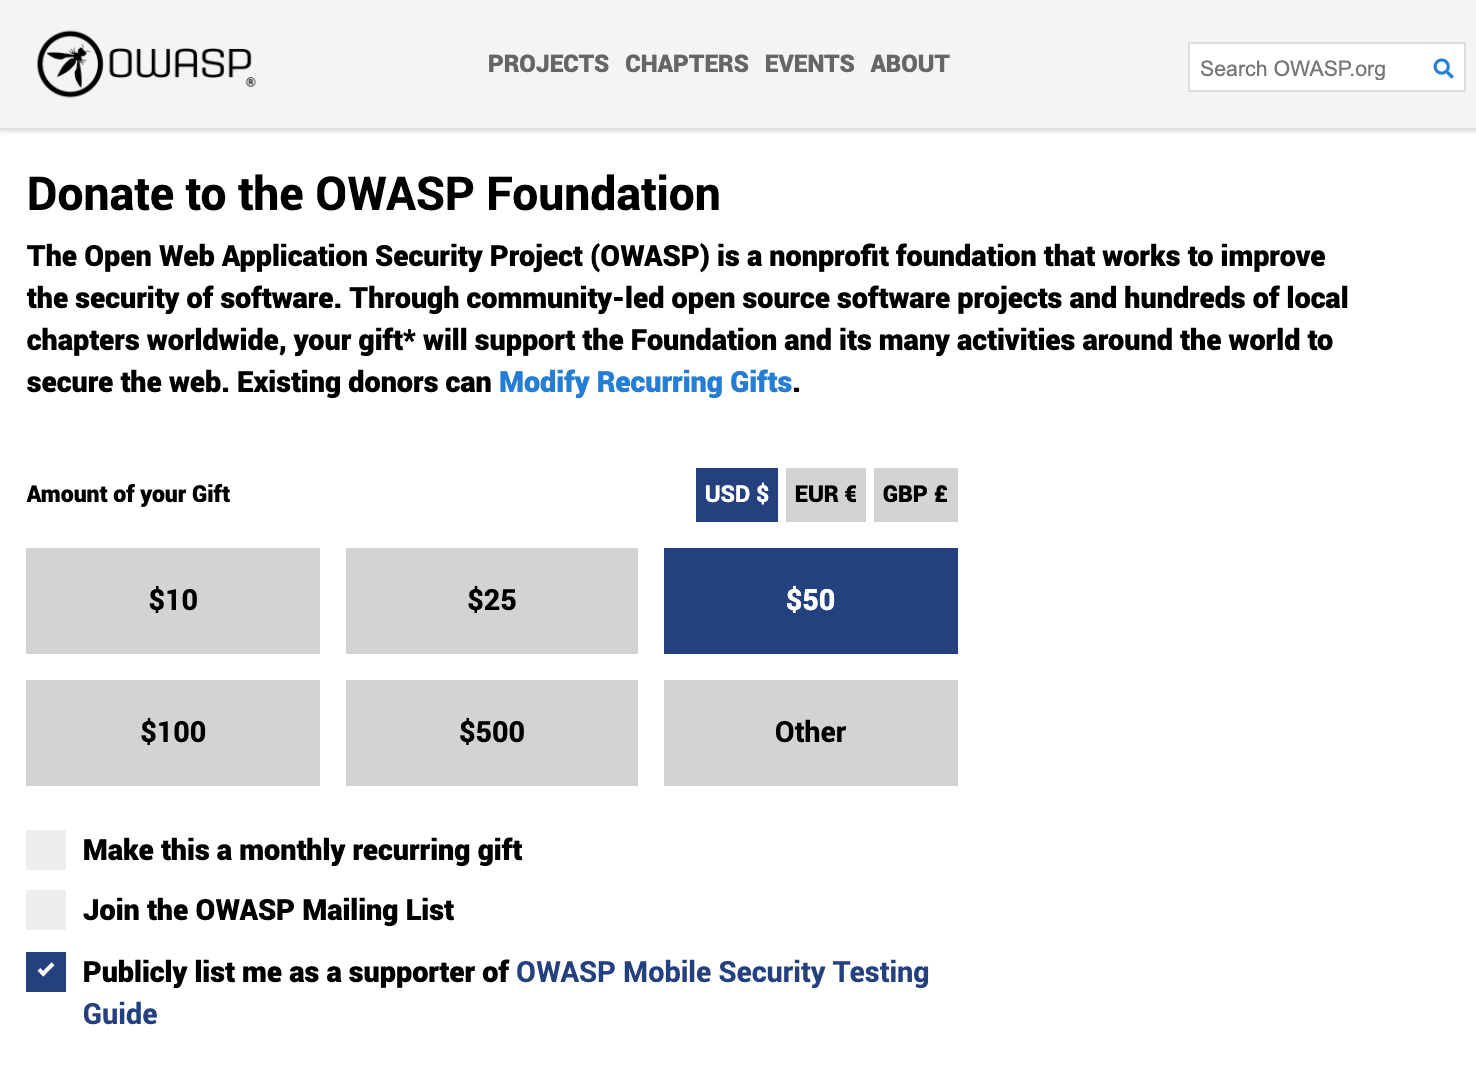 OWASP®
PROJECTS CHAPTERS EVENTS ABOUT
Search OWASP.org
Donate to the OWASP Foundation
The Open Web Application Security Project (OWASP) is a nonprofit foundation that works to improve
the security of software. Through community-led open source software projects and hundreds of local
chapters worldwide, your gift* will support the Foundation and its many activities around the world to
secure the web. Existing donors can Modify Recurring Gifts.
Amount of your Gift
USD $ EUR € GBP £
$10 $25 $50
$100 $500 Other
Make this a monthly recurring gift
Join the OWASP Mailing List
Publicly list me as a supporter of OWASP Mobile Security Testing
Guide